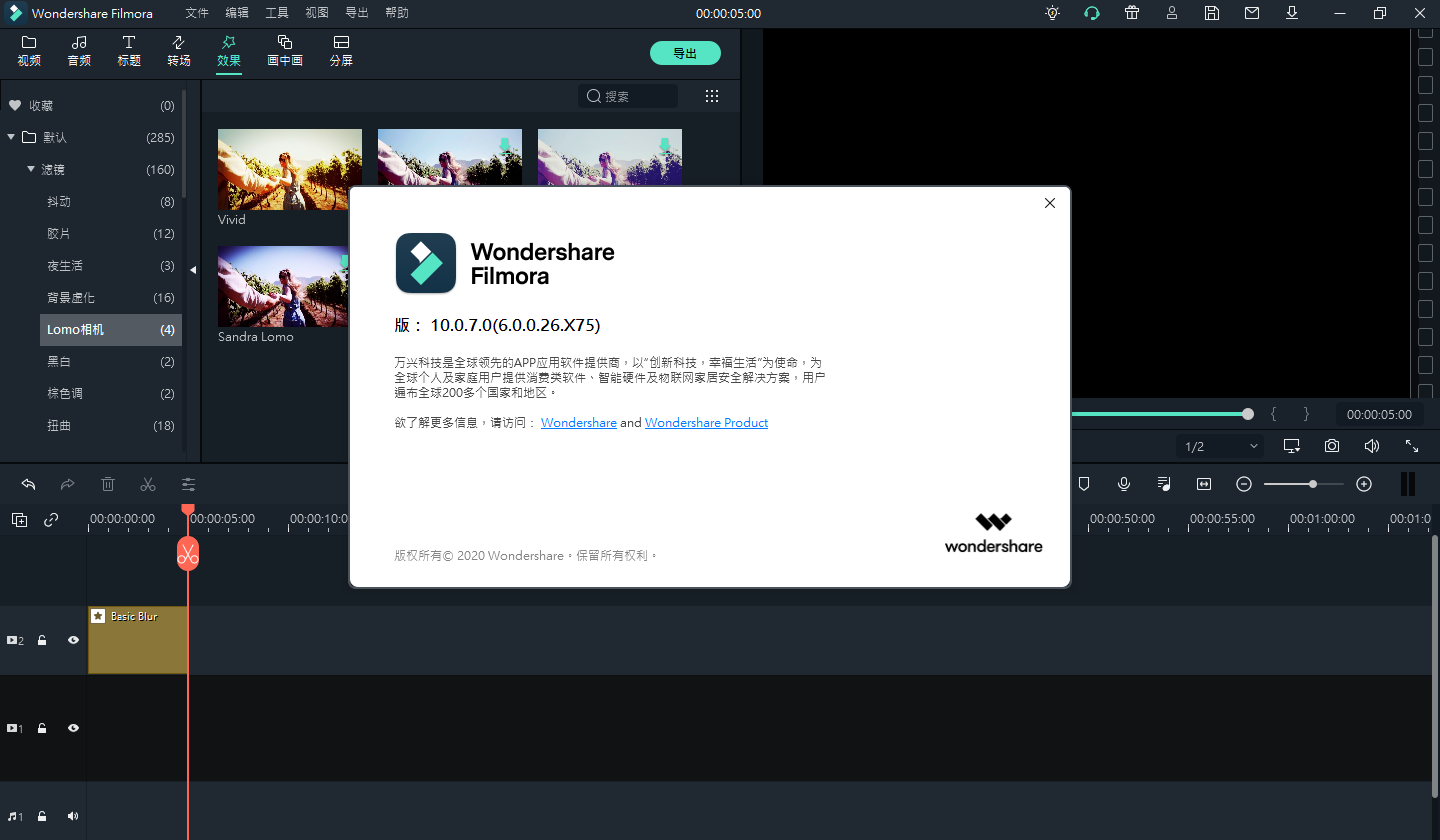 Wondershare Filmora 文件 编辑 工具 视图 导出 帮助 00:00:05:00
视频 音频 标题 转场 效果 画中画 分屏 导出
搜索
收藏 (0)
默认 (285)
滤镜 (160)
抖动 (8)
胶片 (12)
夜生活 (3)
背景虚化 (16)
Lomo相机 (4)
黑白 (2)
棕色调 (2)
扭曲 (18)
Vivid
Sandra Lomo
Wondershare
Filmora
版： 10.0.7.0(6.0.0.26.X75)
万兴科技是全球领先的APP应用软件提供商，以“创新科技，幸福生活”为使命，为
全球个人及家庭用户提供消费类软件、智能硬件及物联网家居安全解决方案，用户
遍布全球200多个国家和地区。
欲了解更多信息，请访问： Wondershare and Wondershare Product
wondershare
版权所有© 2020 Wondershare。保留所有权利。
{ } 00:00:05:00
1/2
00:00:00:00 00:00:05:00 00:00:10:0 00:00:50:00 00:00:55:00 00:01:00:00 00:01:0
Basic Blur
2
1
1